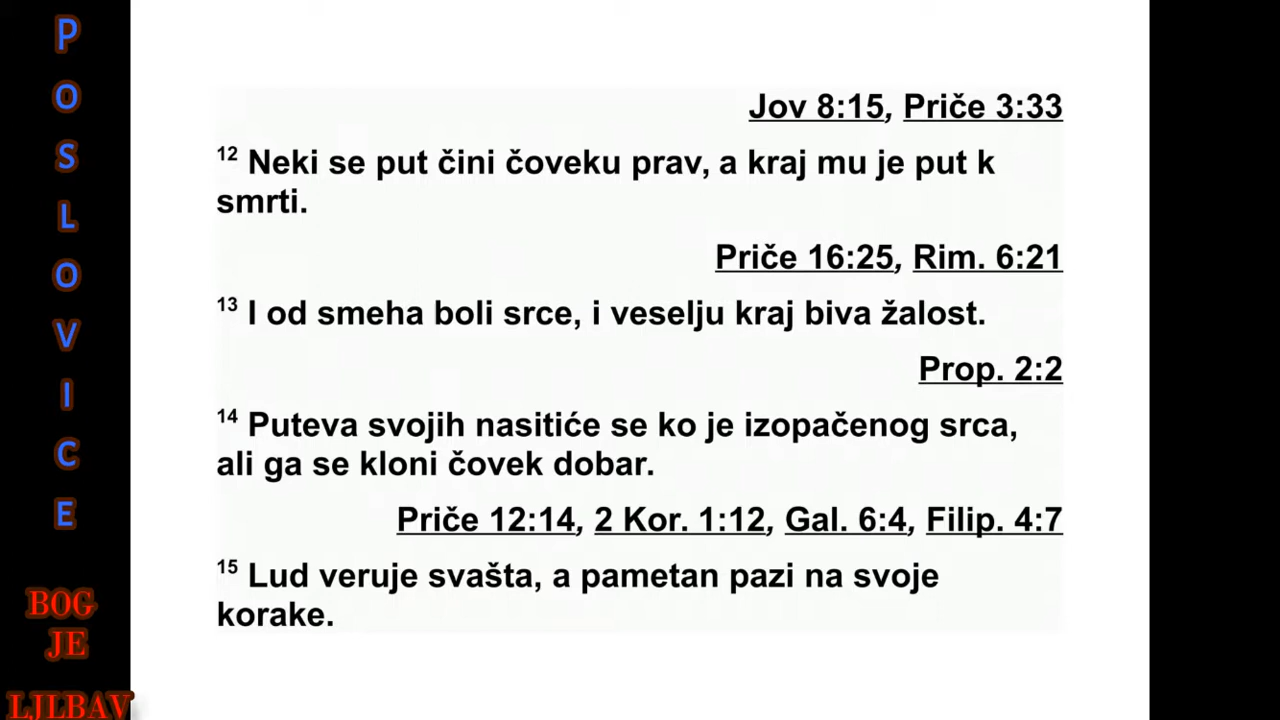 P
O
S
L
O
V
I
C
E
BOG
JE
LJLBAV
Jov 8:15, Priče 3:33
12 Neki se put čini čoveku prav, a kraj mu je put k
smrti.
Priče 16:25, Rim. 6:21
13 I od smeha boli srce, i veselju kraj biva žalost.
Prop. 2:2
14 Puteva svojih nasitiće se ko je izopačenog srca,
ali ga se kloni čovek dobar.
Priče 12:14, 2 Kor. 1:12, Gal. 6:4, Filip. 4:7
15 Lud veruje svašta, a pametan pazi na svoje
korake.